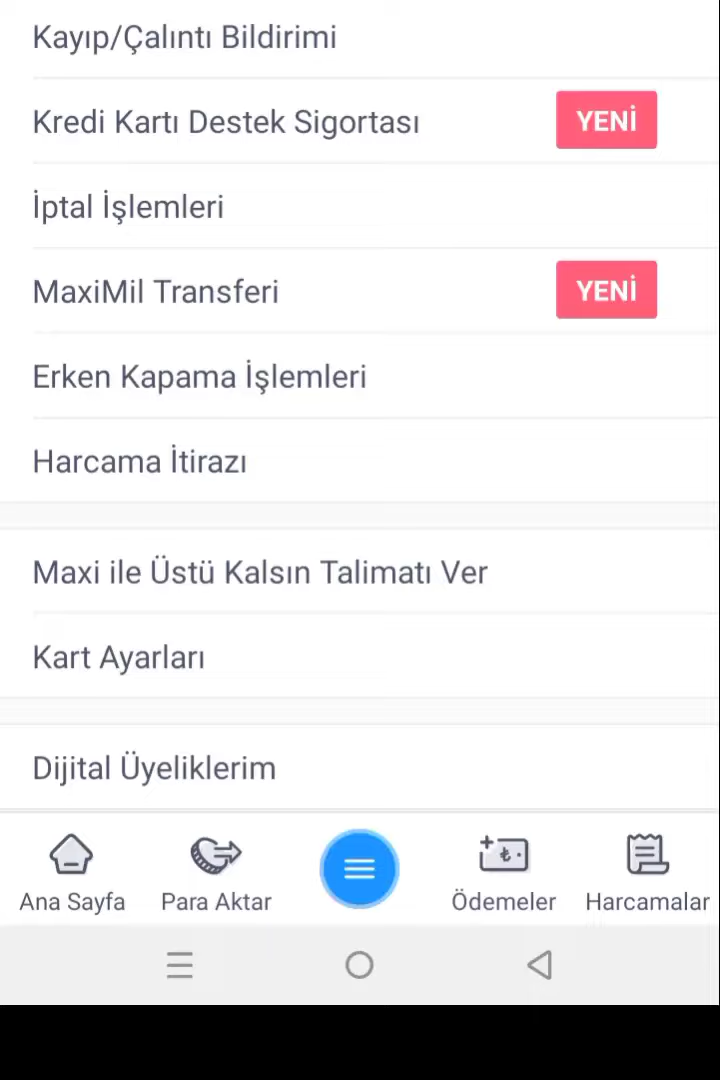 Kayıp/Çalıntı Bildirimi
Kredi Kartı Destek Sigortası YENİ
İptal İşlemleri
MaxiMil Transferi YENİ
Erken Kapama İşlemleri
Harcama İtirazı
Maxi ile Üstü Kalsın Talimatı Ver
Kart Ayarları
Dijital Üyeliklerim
Ana Sayfa Para Aktar Ödemeler Harcamalar